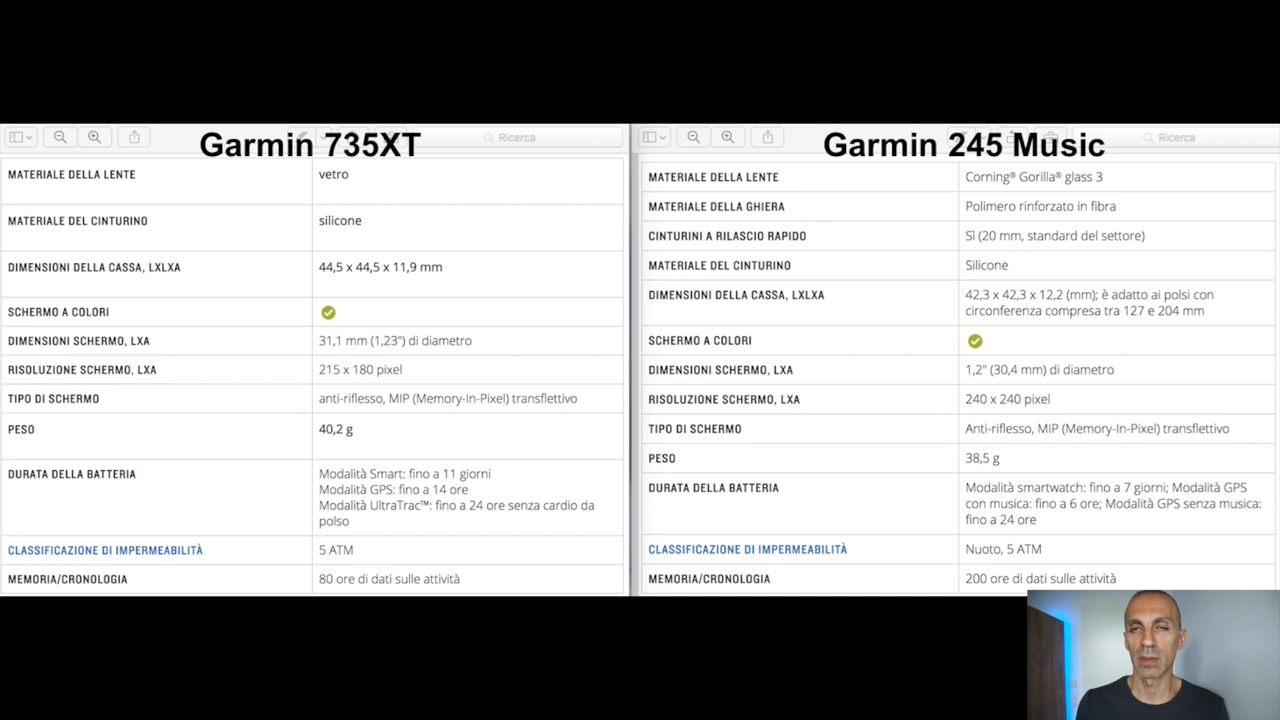 Garmin 735XT
Ricerca
MATERIALE DELLA LENTE vetro
MATERIALE DEL CINTURINO silicone
DIMENSIONI DELLA CASSA, LXLXA 44,5 x 44,5 x 11,9 mm
SCHERMO A COLORI
DIMENSIONI SCHERMO, LXA 31,1 mm (1,23") di diametro
RISOLUZIONE SCHERMO, LXA 215 x 180 pixel
TIPO DI SCHERMO anti-riflesso, MIP (Memory-In-Pixel) transflettivo
PESO 40,2 g
DURATA DELLA BATTERIA Modalità Smart: fino a 11 giorni
Modalità GPS: fino a 14 ore
Modalità UltraTrac™: fino a 24 ore senza cardio da
polso
CLASSIFICAZIONE DI IMPERMEABILITÀ 5 ATM
MEMORIA/CRONOLOGIA 80 ore di dati sulle attività
Garmin 245 Music
Ricerca
MATERIALE DELLA LENTE Corning® Gorilla® glass 3
MATERIALE DELLA GHIERA Polimero rinforzato in fibra
CINTURINI A RILASCIO RAPIDO Sì (20 mm, standard del settore)
MATERIALE DEL CINTURINO Silicone
DIMENSIONI DELLA CASSA, LXLXA 42,3 x 42,3 x 12,2 (mm); è adatto ai polsi con
circonferenza compresa tra 127 e 204 mm
SCHERMO A COLORI
DIMENSIONI SCHERMO, LXA 1,2" (30,4 mm) di diametro
RISOLUZIONE SCHERMO, LXA 240 x 240 pixel
TIPO DI SCHERMO Anti-riflesso, MIP (Memory-In-Pixel) transflettivo
PESO 38,5 g
DURATA DELLA BATTERIA Modalità smartwatch: fino a 7 giorni; Modalità GPS
con musica: fino a 6 ore; Modalità GPS senza musica:
fino a 24 ore
CLASSIFICAZIONE DI IMPERMEABILITÀ Nuoto, 5 ATM
MEMORIA/CRONOLOGIA 200 ore di dati sulle attività